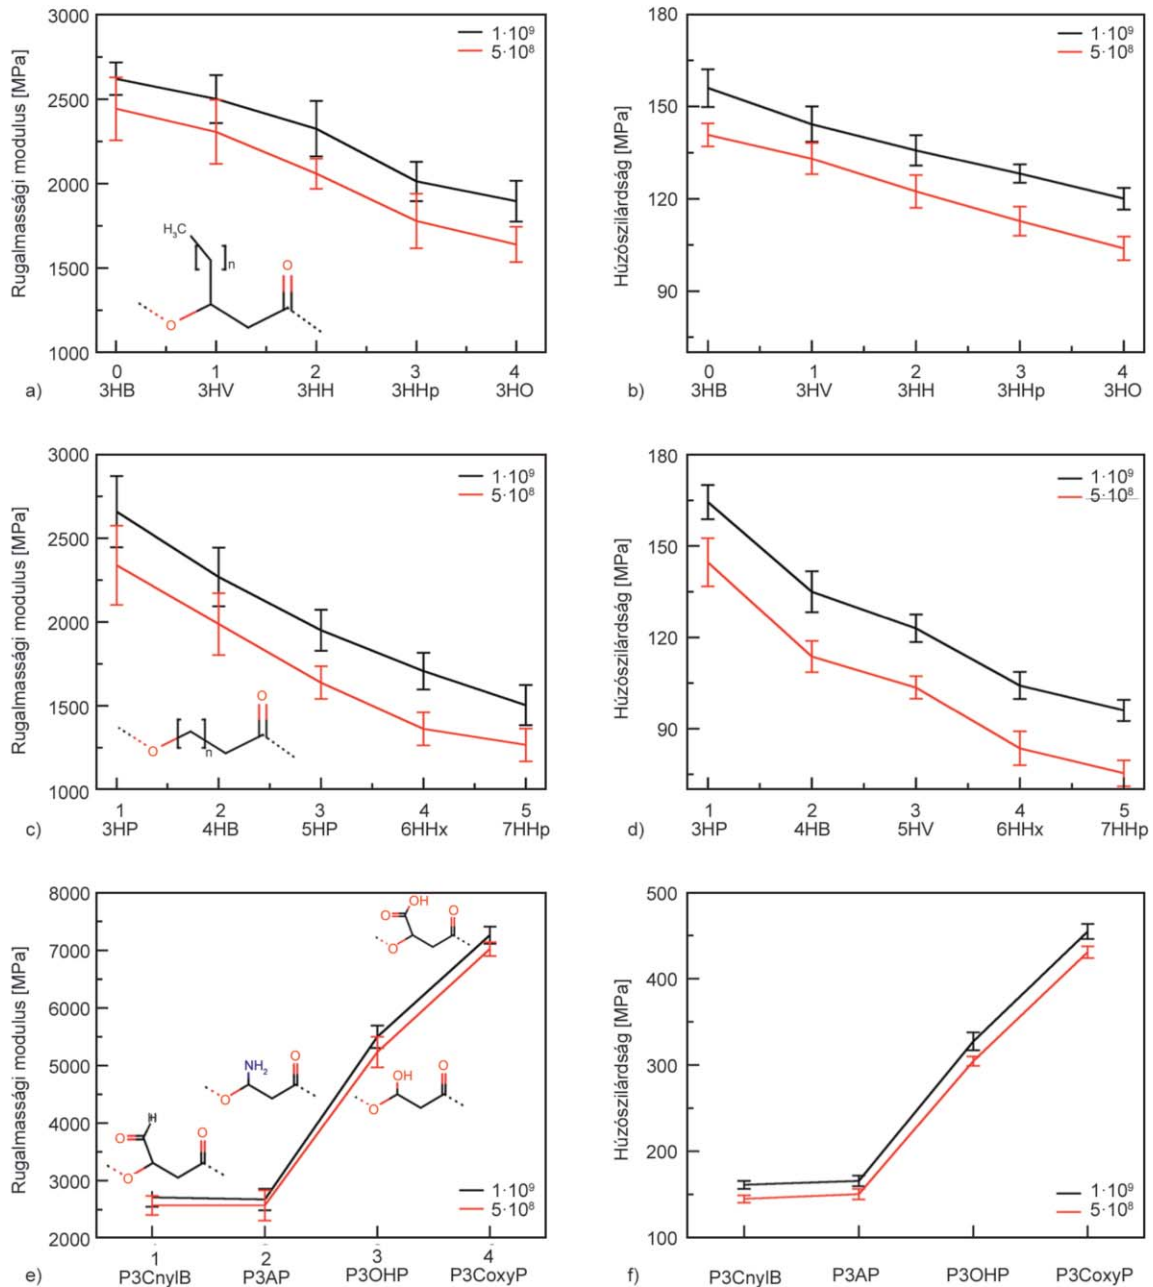 3000
2500
2000
1500
1000
Rugalmassági modulus [MPa]
1·10⁹
5·10⁸
H₃C
n
O
O
0 1 2 3 4
a) 3HB 3HV 3HH 3HHp 3HO
180
150
120
90
Húzószilárdság [MPa]
1·10⁹
5·10⁸
0 1 2 3 4
b) 3HB 3HV 3HH 3HHp 3HO
3000
2500
2000
1500
1000
Rugalmassági modulus [MPa]
1·10⁹
5·10⁸
O
O
n
1 2 3 4 5
c) 3HP 4HB 5HP 6HHx 7HHp
180
150
120
90
Húzószilárdság [MPa]
1·10⁹
5·10⁸
1 2 3 4 5
d) 3HP 4HB 5HV 6HHx 7HHp
8000
7000
6000
5000
4000
3000
2000
Rugalmassági modulus [MPa]
OH
O O
O
NH₂ O
O
OH O
O
H
O O
O
1·10⁹
5·10⁸
1 2 3 4
e) P3CnylB P3AP P3OHP P3CoxyP
500
400
300
200
100
Húzószilárdság [MPa]
1·10⁹
5·10⁸
f) P3CnylB P3AP P3OHP P3CoxyP